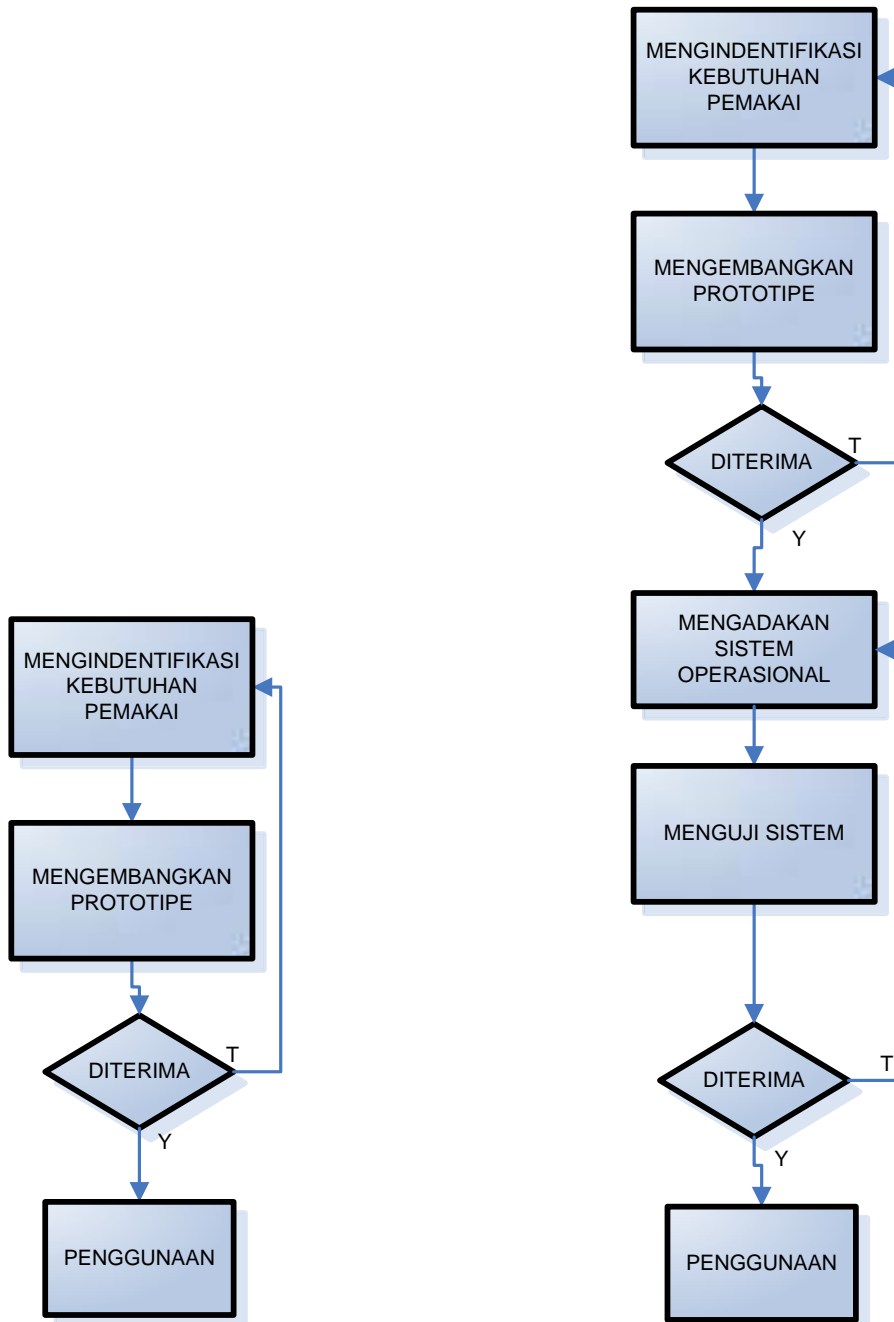 MENGINDENTIFIKASI
KEBUTUHAN
PEMAKAI
MENGEMBANGKAN
PROTOTIPE
DITERIMA
T
Y
PENGGUNAAN
MENGINDENTIFIKASI
KEBUTUHAN
PEMAKAI
MENGEMBANGKAN
PROTOTIPE
DITERIMA
T
Y
MENGADAKAN
SISTEM
OPERASIONAL
MENGUJI SISTEM
DITERIMA
T
Y
PENGGUNAAN